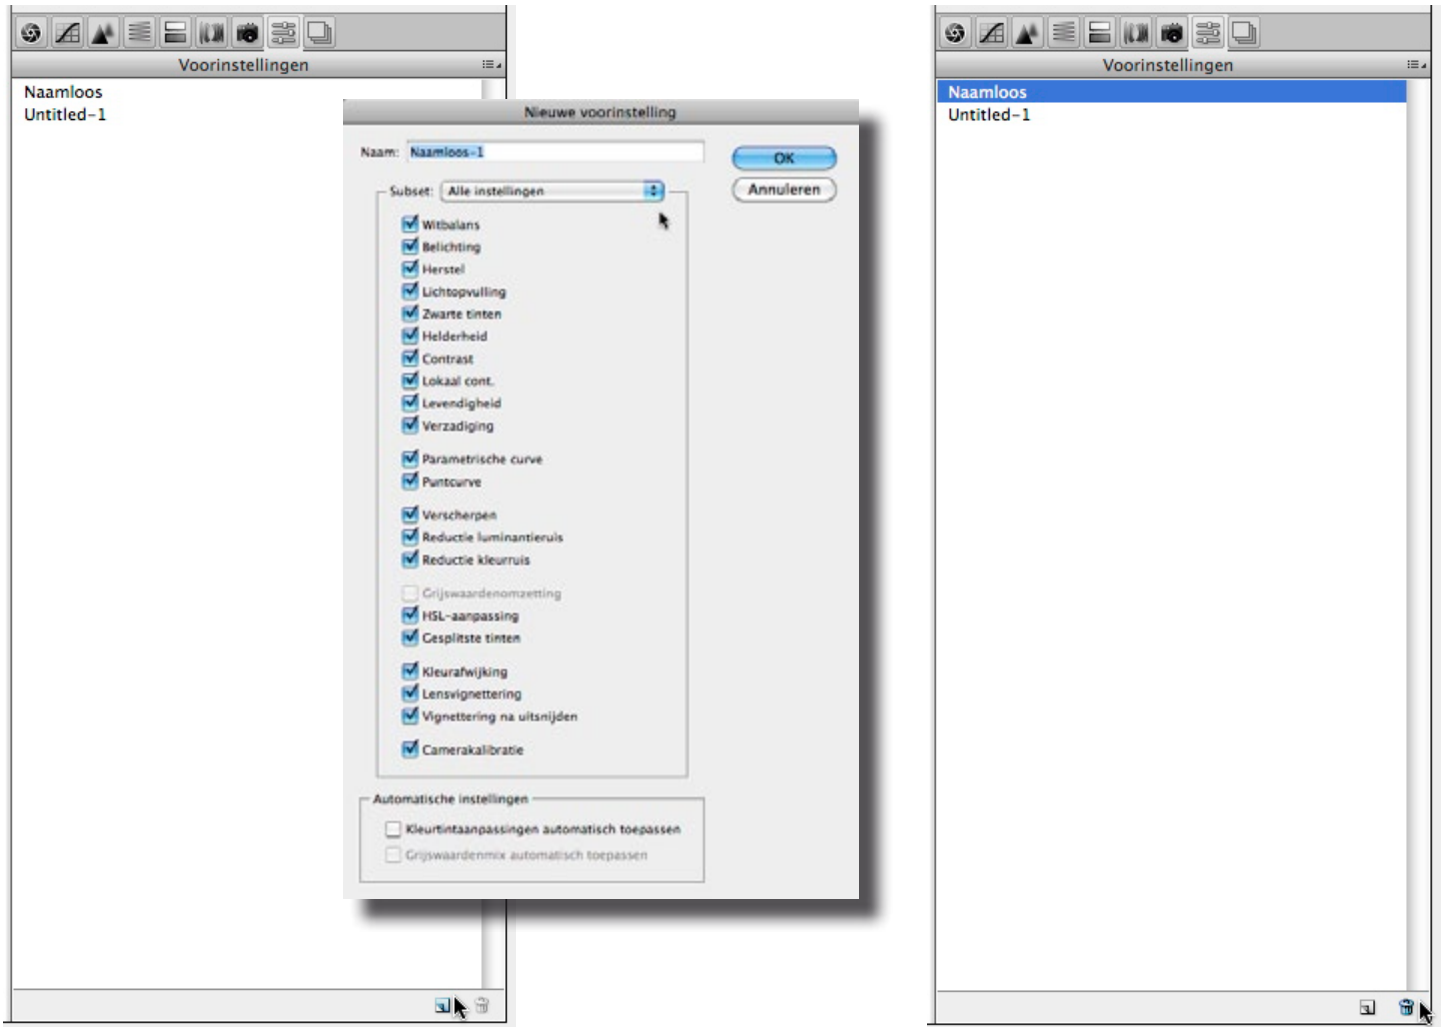 Voorinstellingen
Naamloos
Untitled-1
Nieuwe voorinstelling
Naam: Naamloos-1
OK
Annuleren
Subset: Alle instellingen
Witbalans
Belichting
Herstel
Lichtopvulling
Zwarte tinten
Helderheid
Contrast
Lokaal cont.
Levendigheid
Verzadiging
Parametrische curve
Puntcurve
Verscherpen
Reductie luminantieruis
Reductie kleurruis
Grijswaardenomzetting
HSL-aanpassing
Gesplitste tinten
Kleurafwijking
Lensvignettering
Vignettering na uitsnijden
Camerakalibratie
Automatische instellingen
Kleurtintaanpassingen automatisch toepassen
Grijswaardenmix automatisch toepassen
Voorinstellingen
Naamloos
Untitled-1